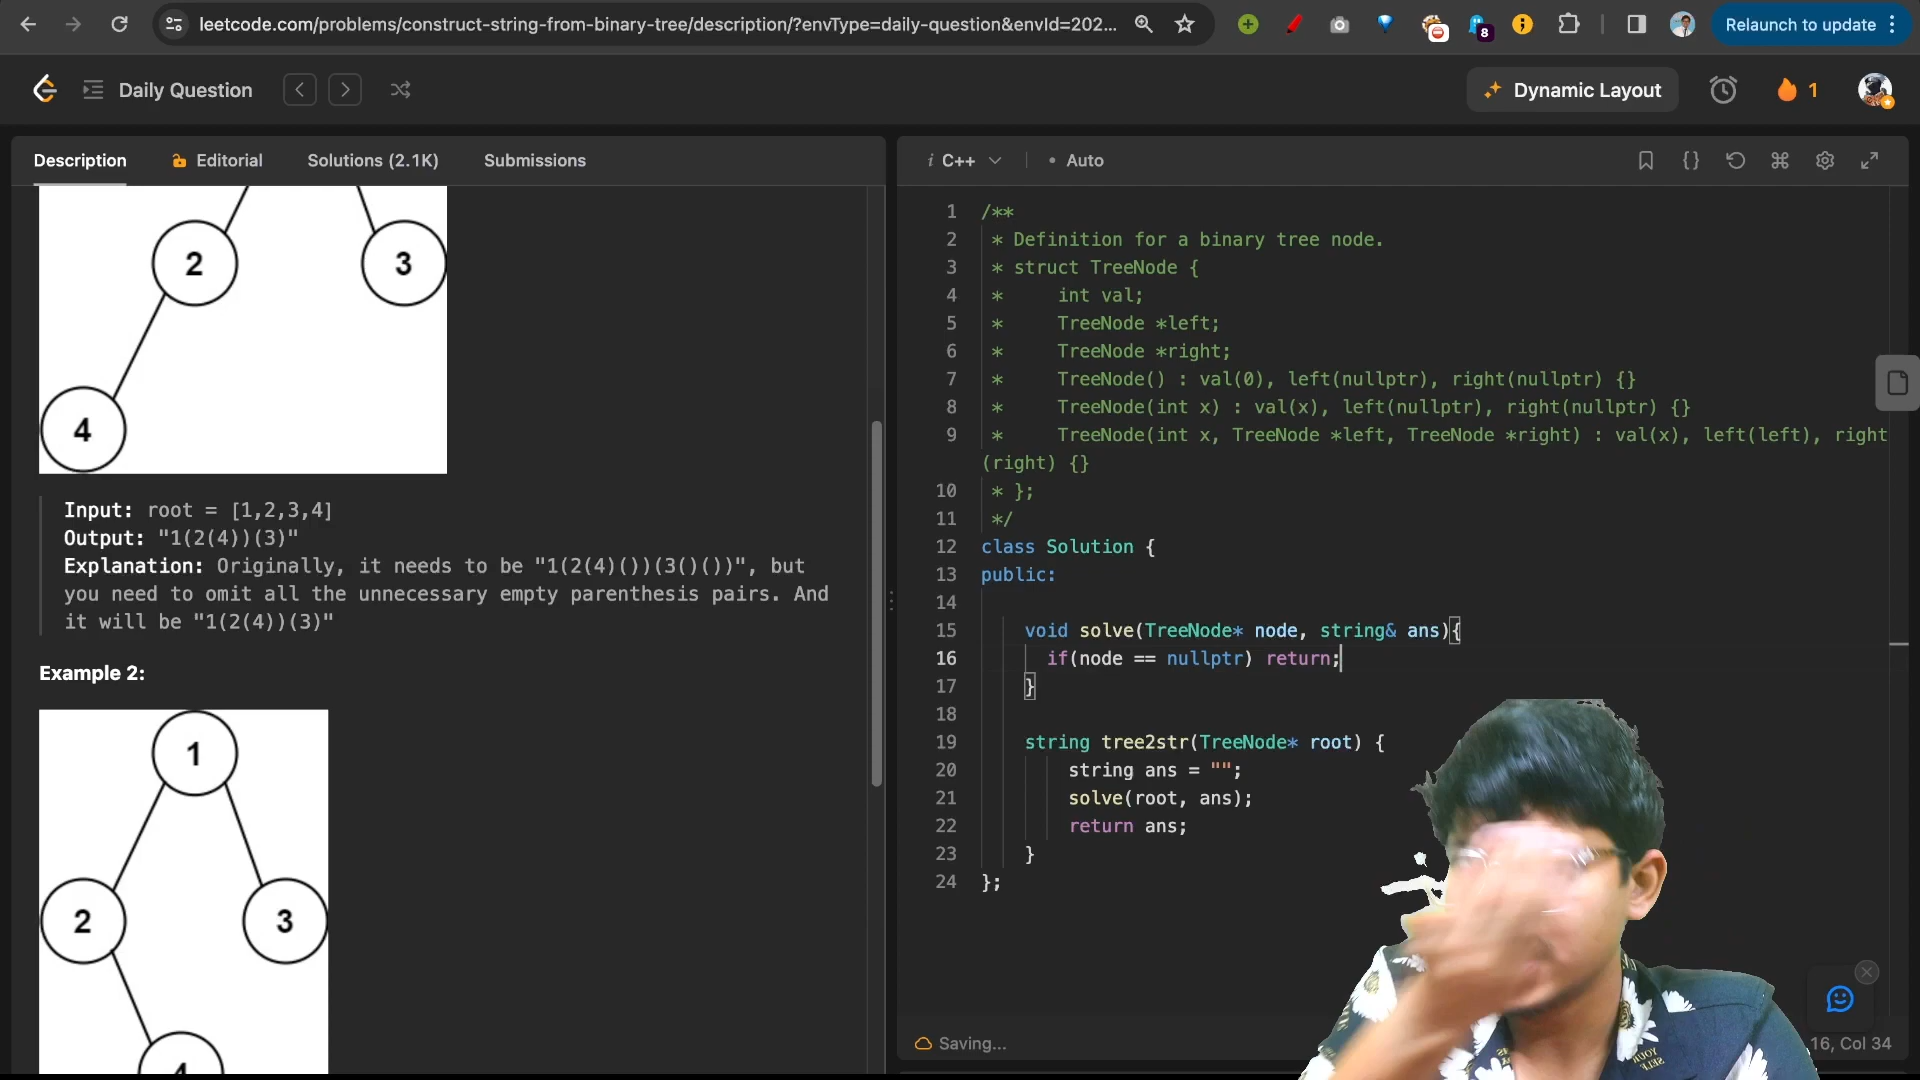 leetcode.com/problems/construct-string-from-binary-tree/description/?envType=daily-question&envId=202...
8
Relaunch to update
Daily Question
Dynamic Layout
1
Description
Editorial
Solutions (2.1K)
Submissions
i C++
• Auto
2
3
4
Input: root = [1,2,3,4]
Output: "1(2(4))(3)"
Explanation: Originally, it needs to be "1(2(4)())(3()())", but
you need to omit all the unnecessary empty parenthesis pairs. And
it will be "1(2(4))(3)"
Example 2:
1
2
3
4
1 /**
2 * Definition for a binary tree node.
3 * struct TreeNode {
4 *     int val;
5 *     TreeNode *left;
6 *     TreeNode *right;
7 *     TreeNode() : val(0), left(nullptr), right(nullptr) {}
8 *     TreeNode(int x) : val(x), left(nullptr), right(nullptr) {}
9 *     TreeNode(int x, TreeNode *left, TreeNode *right) : val(x), left(left), right
(right) {}
10 * };
11 */
12 class Solution {
13 public:
14
15     void solve(TreeNode* node, string& ans){
16       if(node == nullptr) return;
17     }
18
19     string tree2str(TreeNode* root) {
20         string ans = "";
21         solve(root, ans);
22         return ans;
23     }
24 };
Saving...
16, Col 34